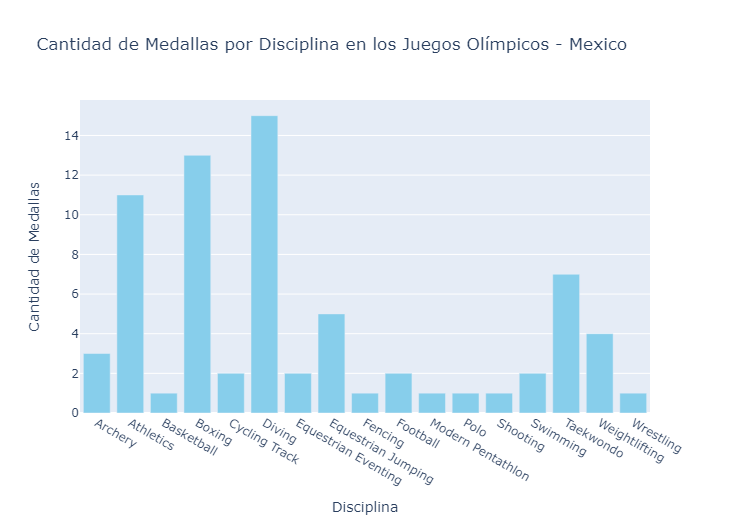 Cantidad de Medallas por Disciplina en los Juegos Olímpicos - Mexico
Cantidad de Medallas
14
12
10
8
6
4
2
0
Archery
Athletics
Basketball
Boxing
Cycling Track
Diving
Equestrian Eventing
Equestrian Jumping
Fencing
Football
Modern Pentathlon
Polo
Shooting
Swimming
Taekwondo
Weightlifting
Wrestling
Disciplina